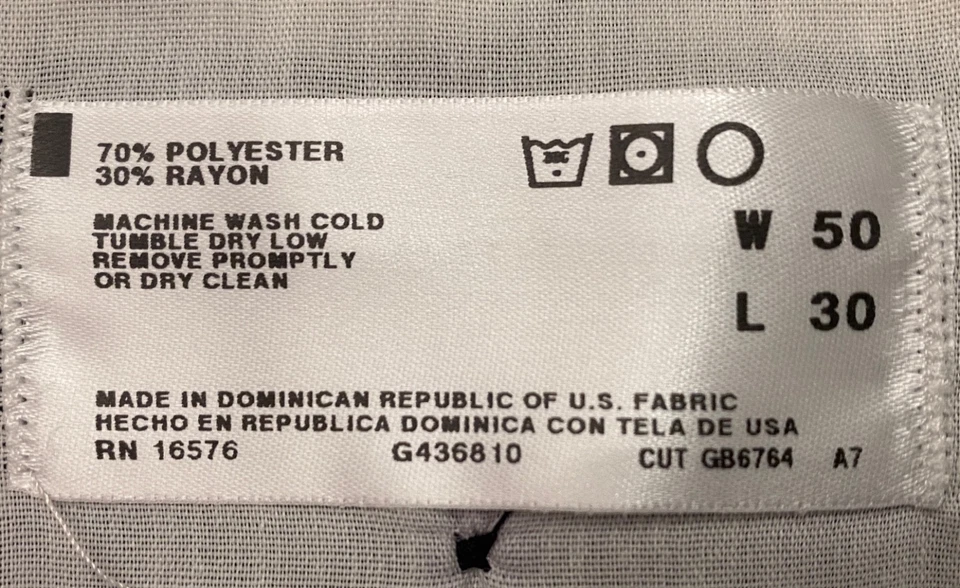 70% POLYESTER
30% RAYON
MACHINE WASH COLD
TUMBLE DRY LOW
REMOVE PROMPTLY
OR DRY CLEAN
W 50
L 30
MADE IN DOMINICAN REPUBLIC OF U.S. FABRIC
HECHO EN REPUBLICA DOMINICA CON TELA DE USA
RN 16576 G436810 CUT GB6764 A7